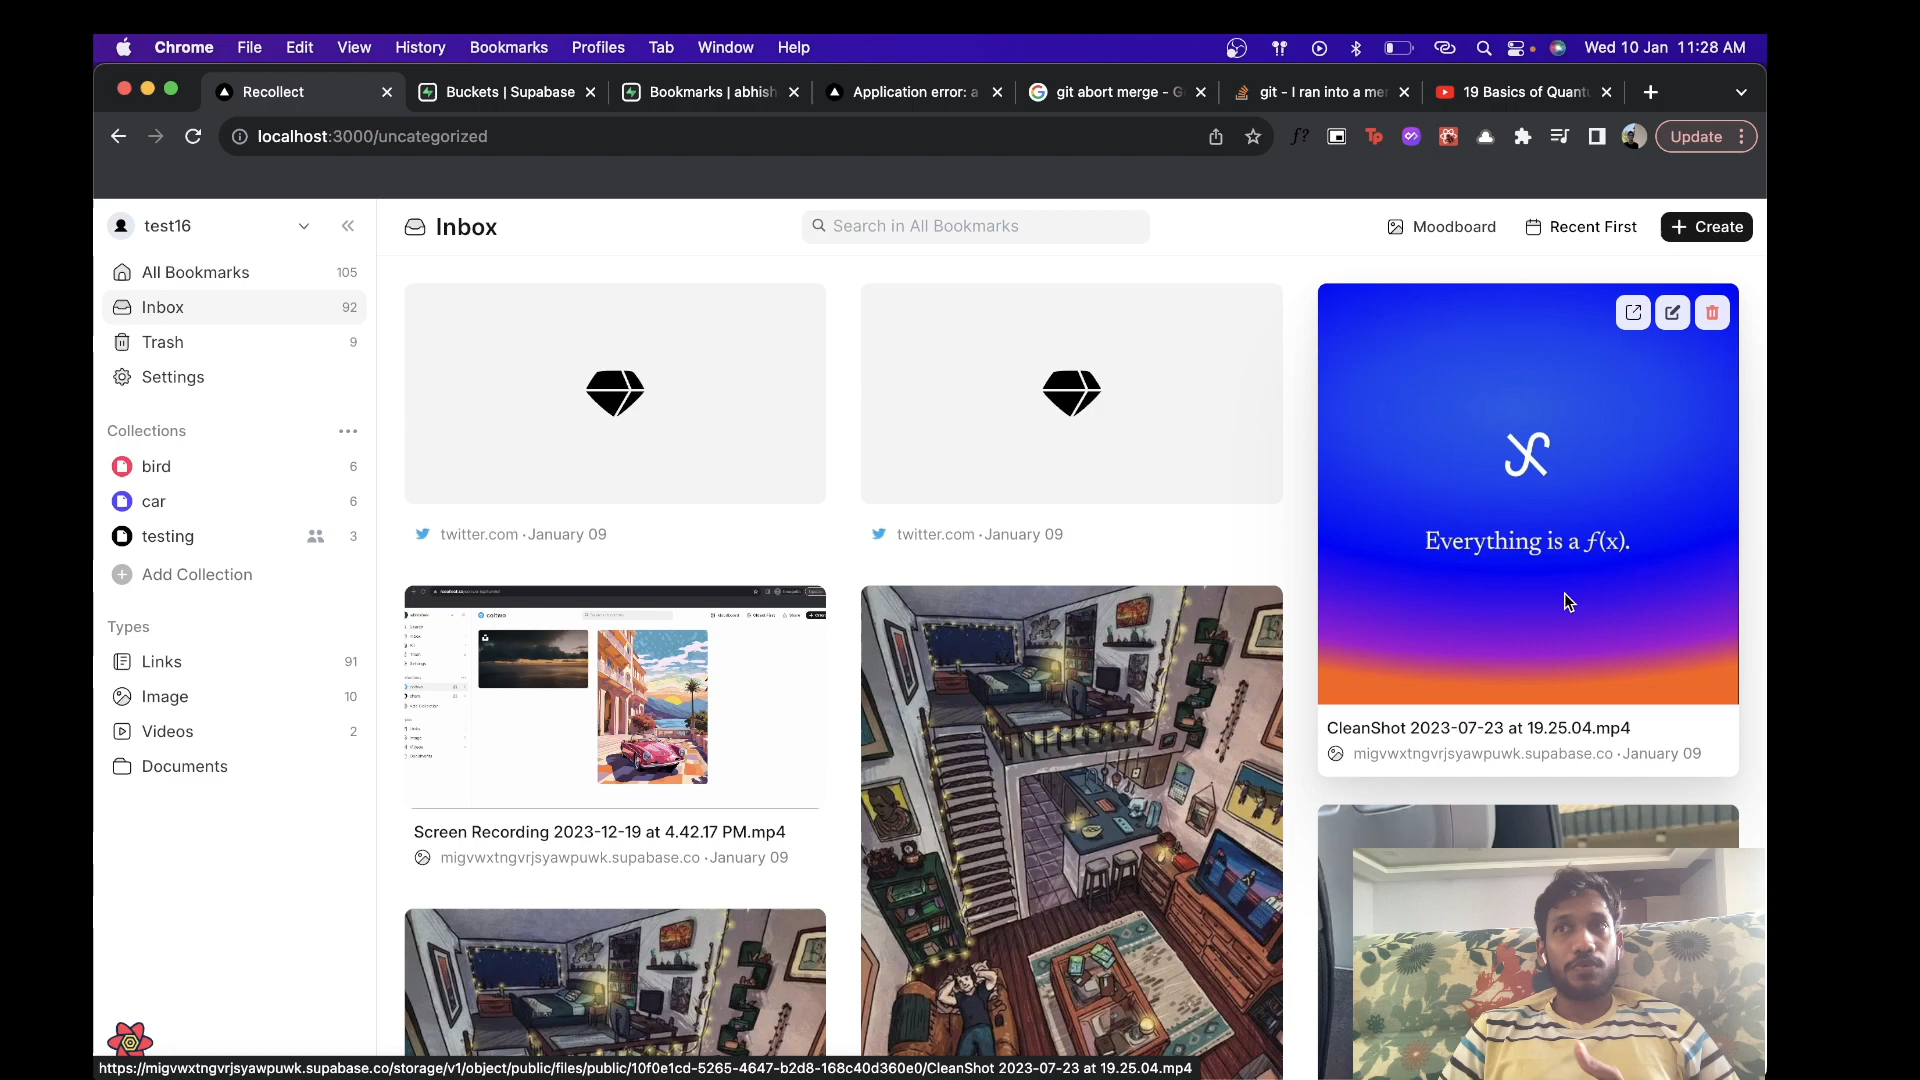 Chrome File Edit View History Bookmarks Profiles Tab Window Help Wed 10 Jan 11:28 AM
Recollect Buckets | Supabase Bookmarks | abhish Application error: a git abort merge - G git - I ran into a mer 19 Basics of Quantu
localhost:3000/uncategorized f? Tp Update
test16
Inbox
Search in All Bookmarks
Moodboard
Recent First
Create
All Bookmarks 105
Inbox 92
Trash 9
Settings
Collections
bird 6
car 6
testing 3
Add Collection
Types
Links 91
Image 10
Videos 2
Documents
twitter.com · January 09
twitter.com · January 09
Everything is a f(x).
CleanShot 2023-07-23 at 19.25.04.mp4
migvwxtngvrjsyawpuwk.supabase.co · January 09
Screen Recording 2023-12-19 at 4.42.17 PM.mp4
migvwxtngvrjsyawpuwk.supabase.co · January 09
https://migvwxtngvrjsyawpuwk.supabase.co/storage/v1/object/public/files/public/10f0e1cd-5265-4647-b2d8-168c40d360e0/CleanShot 2023-07-23 at 19.25.04.mp4